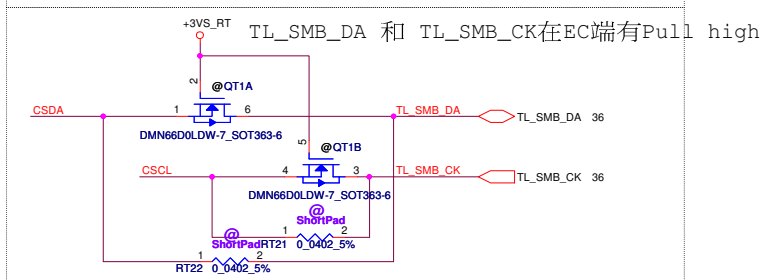 +3VS_RT
TL_SMB_DA 和 TL_SMB_CK在EC端有Pull high
2
@QT1A
CSDA
1
6
TL_SMB_DA
TL_SMB_DA 36
DMN66D0LDW-7_SOT363-6
5
@QT1B
CSCL
4
3
TL_SMB_CK
TL_SMB_CK 36
DMN66D0LDW-7_SOT363-6
@
ShortPad
1
2
@
ShortPad
RT21 0_0402_5%
1
2
RT22 0_0402_5%